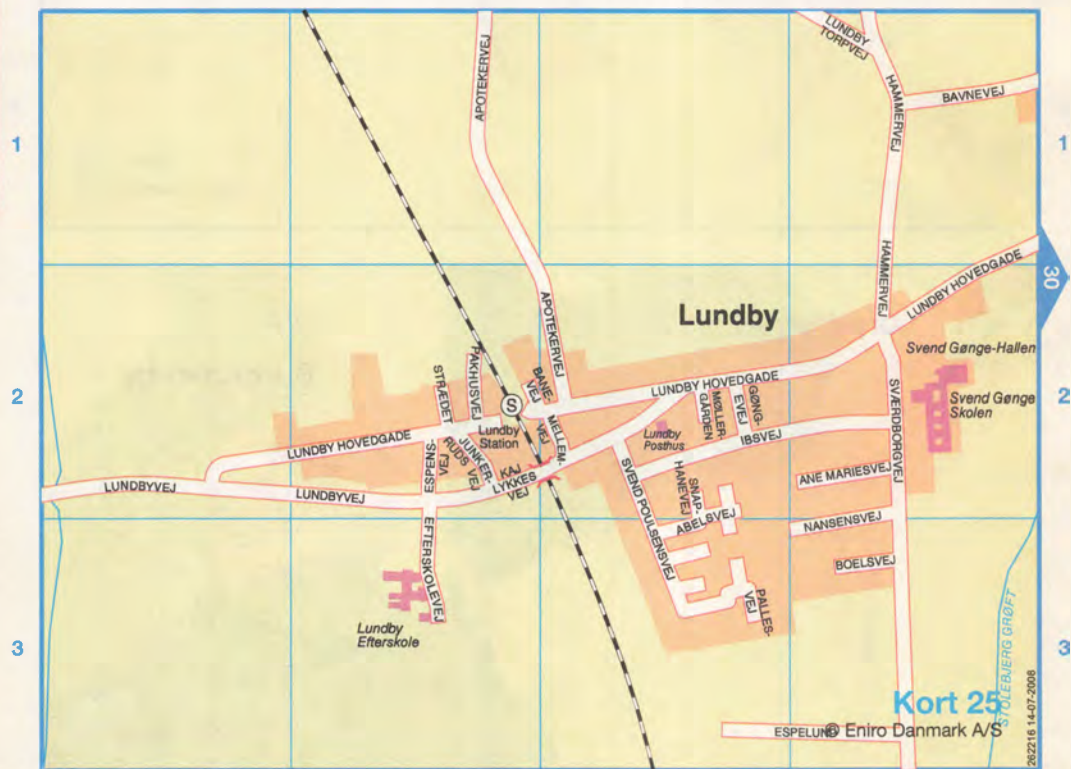 LUNDBY
TORPVEJ
APOTEKERVEJ
HAMMERVEJ
BAVNEVEJ
1
1
HAMMERVEJ
LUNDBY HOVEDGADE
30
APOTEKERVEJ
Lundby
Svend Gønge-Hallen
STRÆDET
PAKHUSVEJ
BANE-
VEJ
S
LUNDBY HOVEDGADE
MØLLER-
GÅRDEN
GØNG-
EVEJ
SVÆRDBORGVEJ
Svend Gønge
Skolen
2
2
Lundby
Station
MELLEM-
VEJ
Lundby
Posthus
IBSVEJ
LUNDBY HOVEDGADE
ESPENS-
VEJ
JUNKER-
RUDS VEJ
KAJ
LYKKES
VEJ
SVEND POULSENSVEJ
SNAP-
HANEVEJ
ANE MARIESVEJ
LUNDBYVEJ
LUNDBYVEJ
ABELSVEJ
NANSENSVEJ
EFTERSKOLEVEJ
BOELSVEJ
PALLES-
VEJ
Lundby
Efterskole
3
3
STOLEBJERG GRØFT
Kort 25
ESPELUND
© Eniro Danmark A/S
262216 14-07-2008